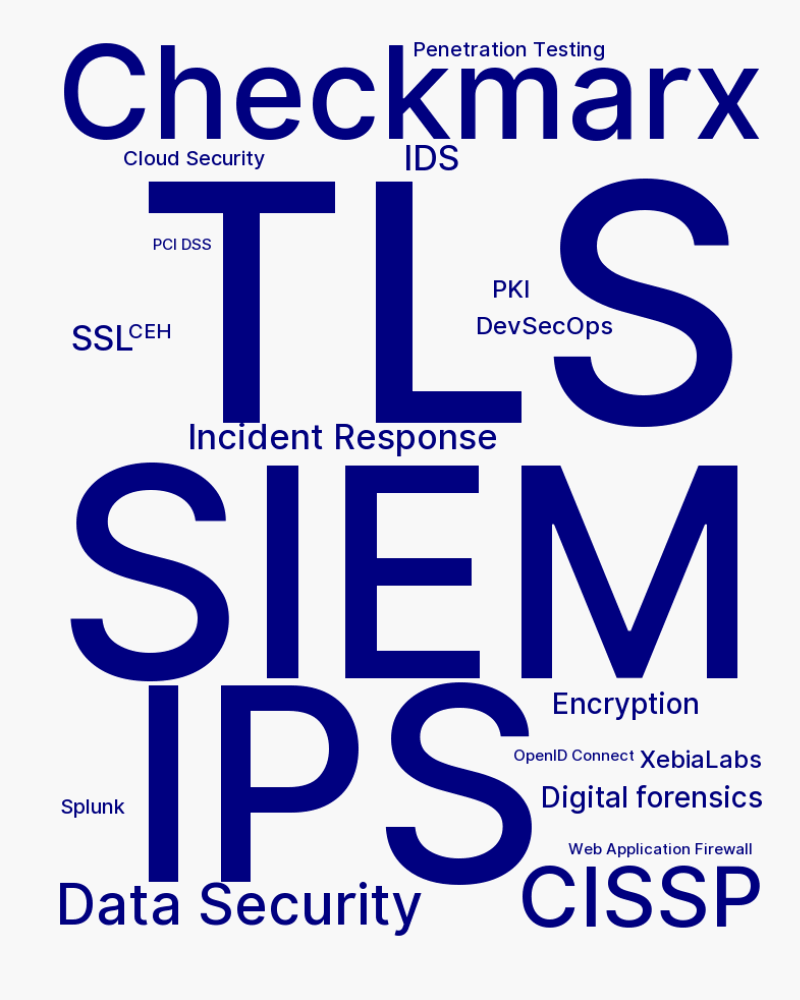 Penetration Testing
Checkmarx
Cloud Security
IDS
TLS
PCI DSS
PKI
DevSecOps
SSL
CEH
Incident Response
SIEM
IPS
Encryption
OpenID Connect
XebiaLabs
Digital forensics
Splunk
Web Application Firewall
Data Security
CISSP